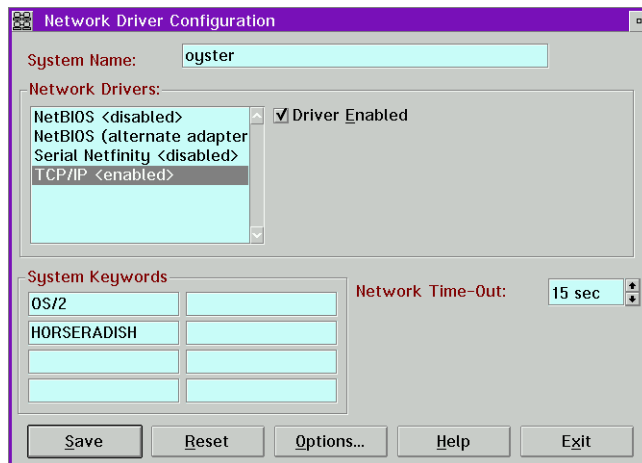 Network Driver Configuration
System Name: oyster
Network Drivers:
NetBIOS <disabled>
NetBIOS (alternate adapter
Serial Netfinity <disabled>
TCP/IP <enabled>
Driver Enabled
System Keywords
OS/2
HORSERADISH
Network Time-Out: 15 sec
Save Reset Options... Help Exit